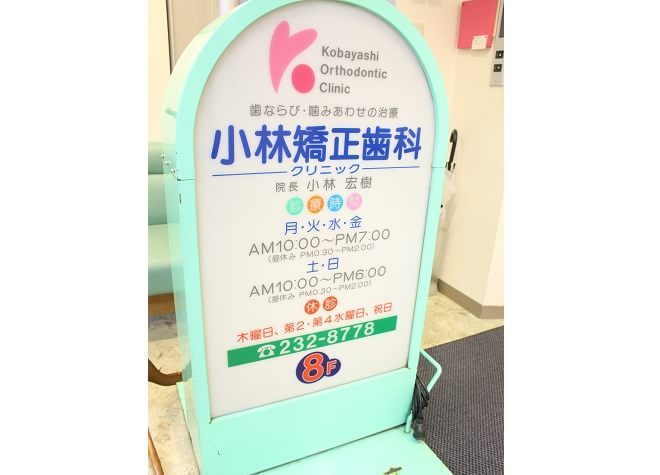 Kobayashi
Orthodontic
Clinic
歯ならび・噛みあわせの治療
小林矯正歯科
クリニック
院長 小林 宏樹
診療時間
月・火・水・金
AM10:00～PM7:00
（昼休み PM0:30～PM2:00）
土・日
AM10:00～PM6:00
（昼休み PM0:30～PM2:00）
休診
木曜日、第2・第4水曜日、祝日
☎232-8778
8F